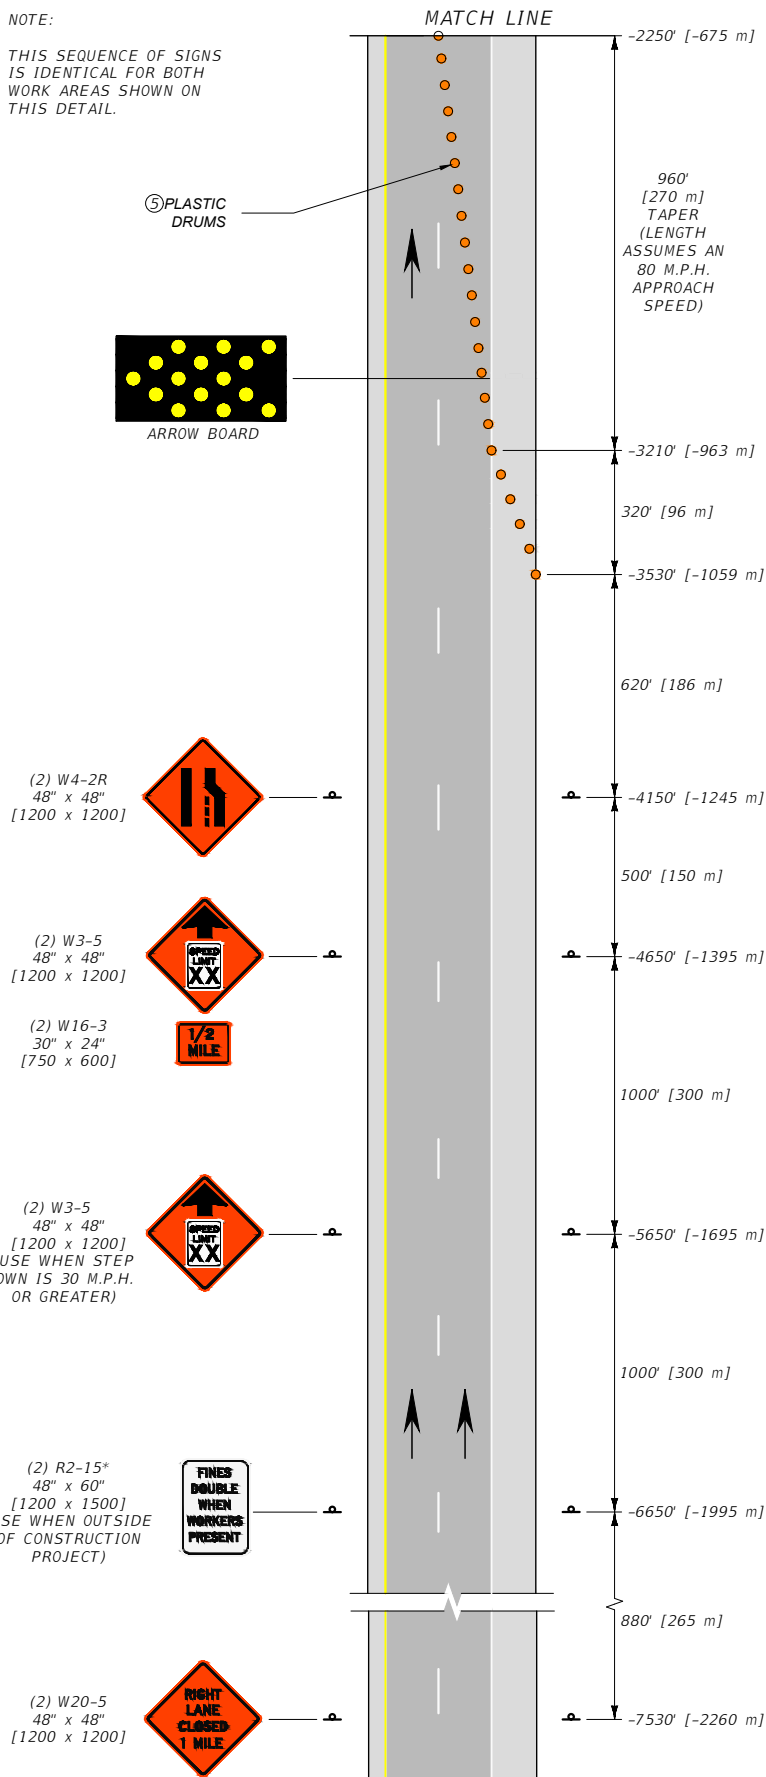 NOTE:
THIS SEQUENCE OF SIGNS
IS IDENTICAL FOR BOTH
WORK AREAS SHOWN ON
THIS DETAIL.
MATCH LINE
-2250' [-675 m]
960'
[270 m]
TAPER
(LENGTH
ASSUMES AN
80 M.P.H.
APPROACH
SPEED)
⑤PLASTIC
DRUMS
ARROW BOARD
-3210' [-963 m]
320' [96 m]
-3530' [-1059 m]
620' [186 m]
(2) W4-2R
48" x 48"
[1200 x 1200]
-4150' [-1245 m]
500' [150 m]
(2) W3-5
48" x 48"
[1200 x 1200]
SPEED
LIMIT
XX
-4650' [-1395 m]
(2) W16-3
30" x 24"
[750 x 600]
1/2
MILE
1000' [300 m]
(2) W3-5
48" x 48"
[1200 x 1200]
USE WHEN STEP
OWN IS 30 M.P.H.
OR GREATER)
SPEED
LIMIT
XX
-5650' [-1695 m]
1000' [300 m]
(2) R2-15*
48" x 60"
[1200 x 1500]
SE WHEN OUTSIDE
OF CONSTRUCTION
PROJECT)
FINES
DOUBLE
WHEN
WORKERS
PRESENT
-6650' [-1995 m]
880' [265 m]
(2) W20-5
48" x 48"
[1200 x 1200]
RIGHT
LANE
CLOSED
1 MILE
-7530' [-2260 m]